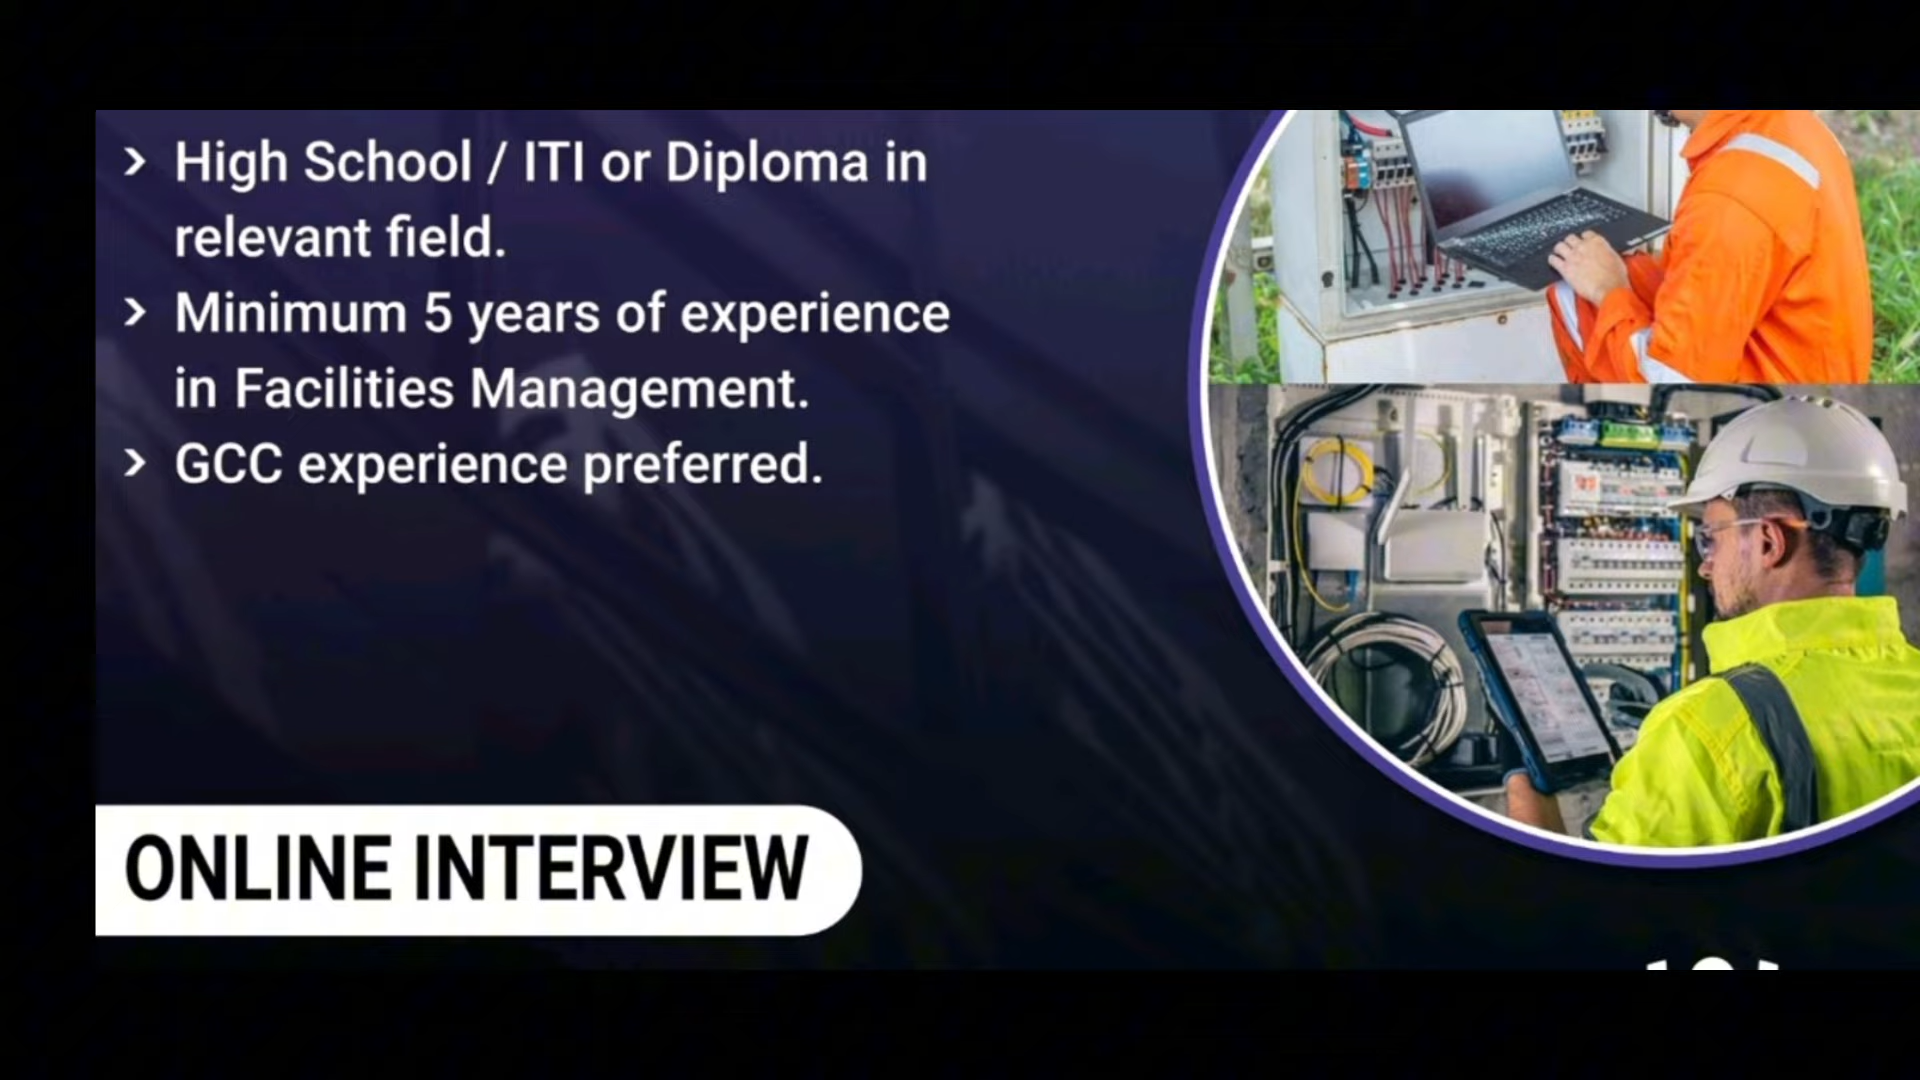 › High School / ITI or Diploma in
relevant field.
› Minimum 5 years of experience
in Facilities Management.
› GCC experience preferred.
ONLINE INTERVIEW